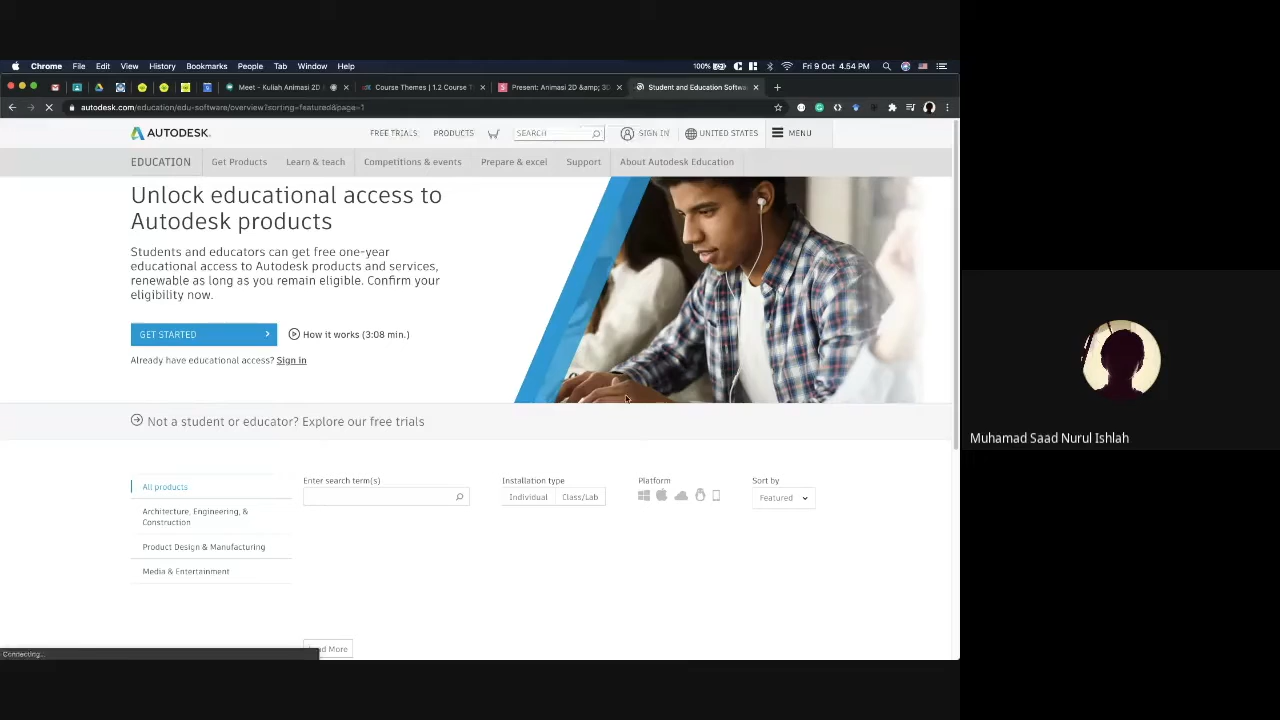 Chrome File Edit View History Bookmarks People Tab Window Help 100% Fri 9 Oct 4.54 PM
Meet - Kuliah Animasi 2D & Course Themes | 1.2 Course T Present: Animasi 2D &amp; 3D Student and Education Softwa
autodesk.com/education/edu-software/overview?sorting=featured&page=1
AUTODESK. FREE TRIALS PRODUCTS SEARCH SIGN IN UNITED STATES MENU
EDUCATION Get Products Learn & teach Competitions & events Prepare & excel Support About Autodesk Education
Unlock educational access to
Autodesk products
Students and educators can get free one-year
educational access to Autodesk products and services,
renewable as long as you remain eligible. Confirm your
eligibility now.
GET STARTED How it works (3:08 min.)
Already have educational access? Sign in
Not a student or educator? Explore our free trials
All products
Architecture, Engineering, &
Construction
Product Design & Manufacturing
Media & Entertainment
Enter search term(s) Installation type Platform Sort by
Individual Class/Lab Featured
More
Connecting...
Muhamad Saad Nurul Ishlah